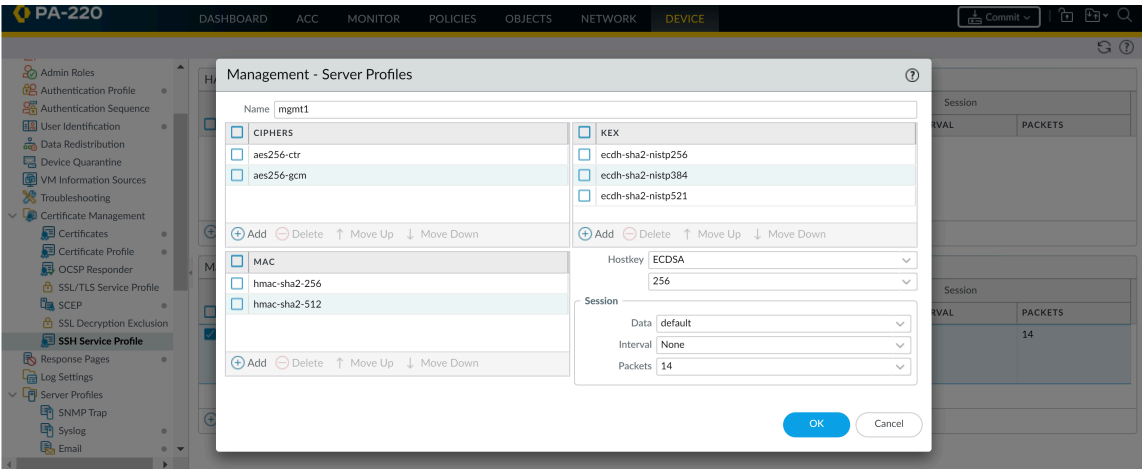 PA-220
DASHBOARD ACC MONITOR POLICIES OBJECTS NETWORK DEVICE
Commit
Admin Roles
Authentication Profile
Authentication Sequence
User Identification
Data Redistribution
Device Quarantine
VM Information Sources
Troubleshooting
Certificate Management
Certificates
Certificate Profile
OCSP Responder
SSL/TLS Service Profile
SCEP
SSL Decryption Exclusion
SSH Service Profile
Response Pages
Log Settings
Server Profiles
SNMP Trap
Syslog
Email
Management - Server Profiles
Name mgmt1
CIPHERS
aes256-ctr
aes256-gcm
Add Delete Move Up Move Down
KEX
ecdh-sha2-nistp256
ecdh-sha2-nistp384
ecdh-sha2-nistp521
Add Delete Move Up Move Down
MAC
hmac-sha2-256
hmac-sha2-512
Add Delete Move Up Move Down
Hostkey ECDSA
256
Session
Data default
Interval None
Packets 14
OK Cancel
Session
RVAL PACKETS
Session
RVAL PACKETS
14